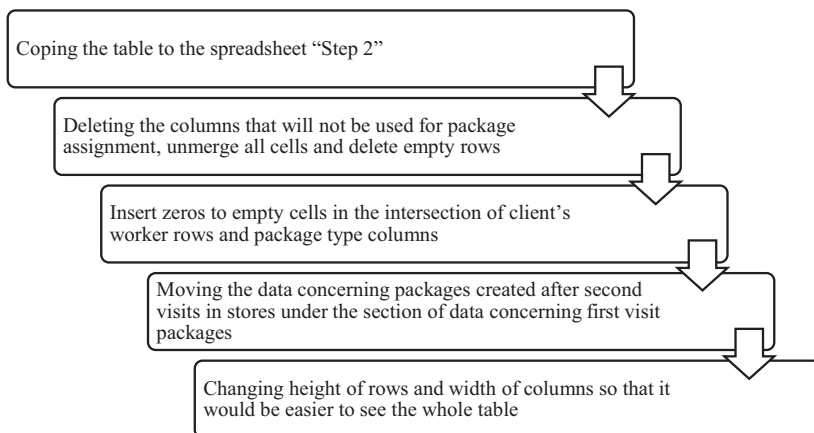 Coping the table to the spreadsheet “Step 2”
Deleting the columns that will not be used for package
assignment, unmerge all cells and delete empty rows
Insert zeros to empty cells in the intersection of client’s
worker rows and package type columns
Moving the data concerning packages created after second
visits in stores under the section of data concerning first visit
packages
Changing height of rows and width of columns so that it
would be easier to see the whole table